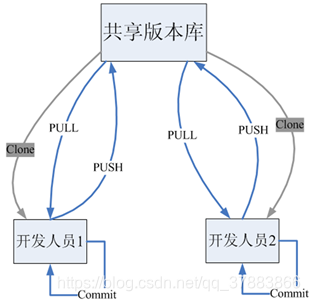 共享版本库
PULL
PULL
PUSH
Clone
Clone
PUSH
开发人员1
开发人员2
https://blog.csdn.net/qq_37883866
Commit
Commit